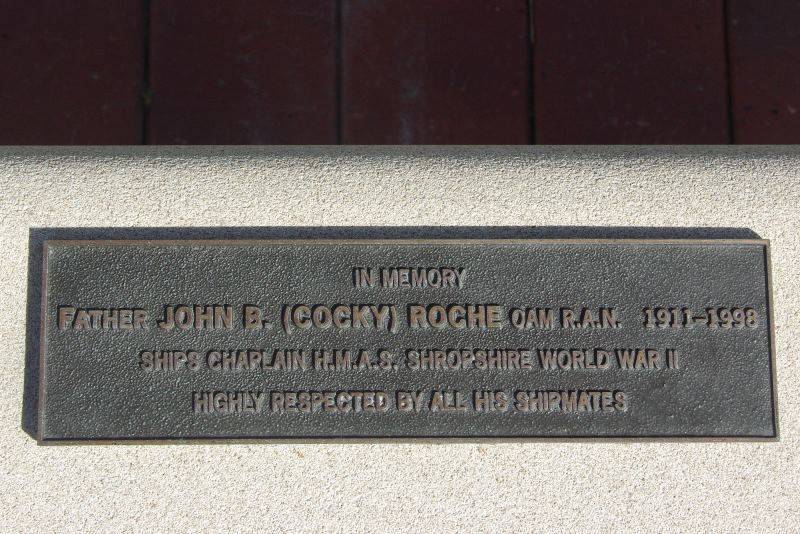 IN MEMORY
FATHER JOHN B. (COCKY) ROCHE OAM R.A.N. 1911-1998
SHIPS CHAPLAIN H.M.A.S. SHROPSHIRE WORLD WAR II
HIGHLY RESPECTED BY ALL HIS SHIPMATES